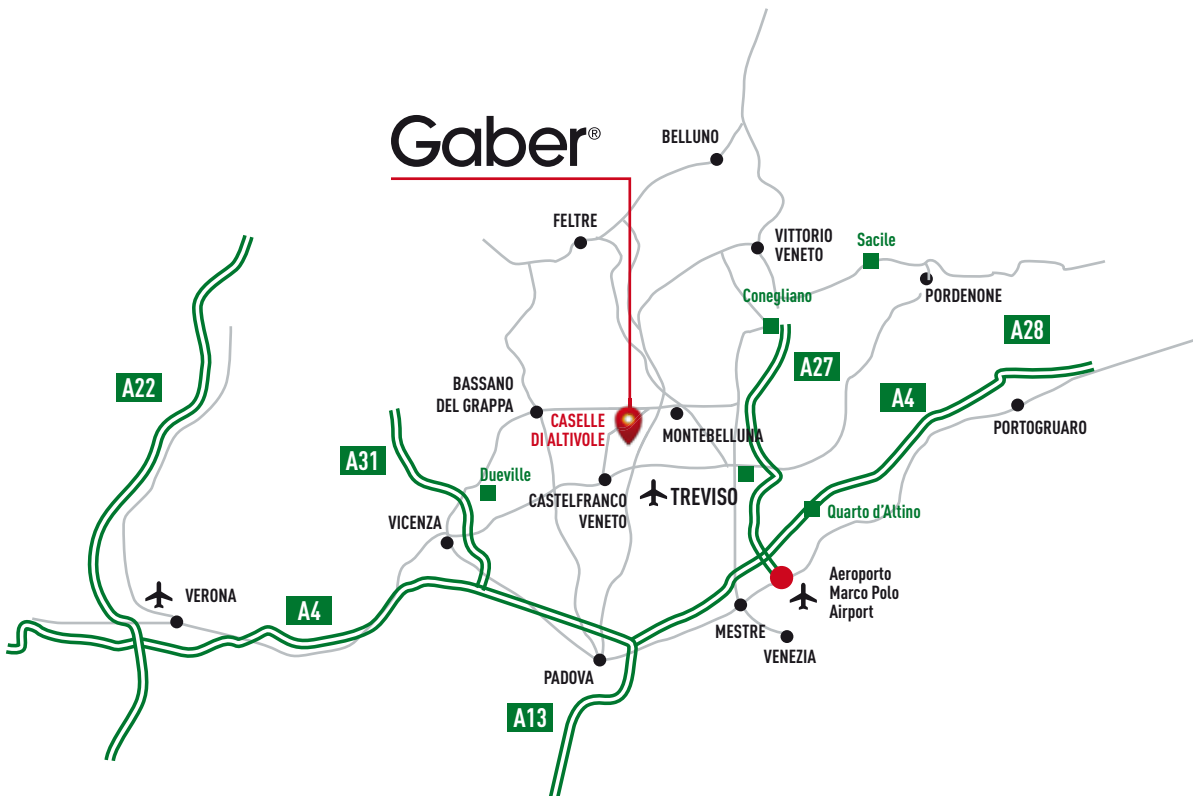 Gaber®
BELLUNO
FELTRE
VITTORIO
VENETO
Sacile
Conegliano
PORDENONE
A28
A27
A22
A4
BASSANO
DEL GRAPPA
CASELLE
DI ALTIVOLE
MONTEBELLUNA
PORTOGRUARO
A31
Dueville
CASTELFRANCO
VENETO
TREVISO
Quarto d'Altino
VICENZA
Aeroporto
Marco Polo
Airport
VERONA
A4
MESTRE
VENEZIA
PADOVA
A13